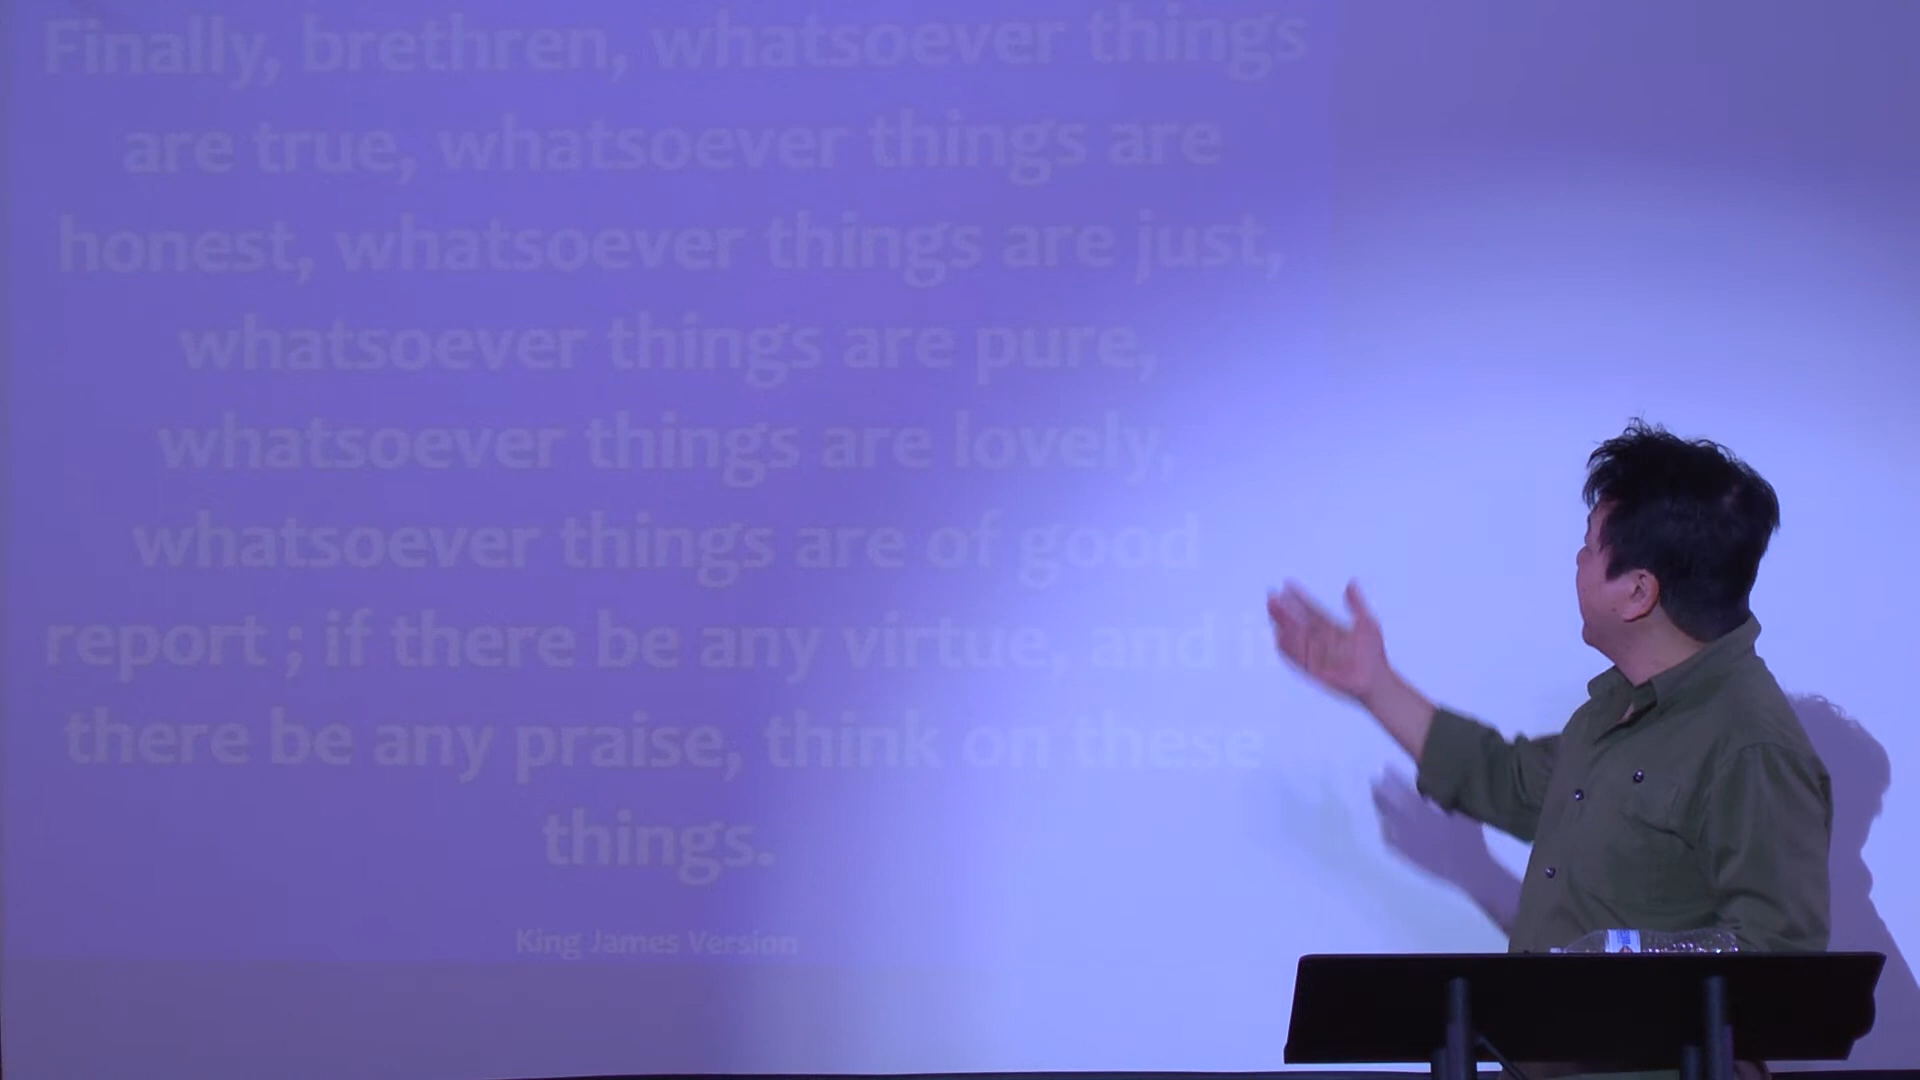 Finally, brethren, whatsoever things
are true, whatsoever things are
honest, whatsoever things are just,
whatsoever things are pure,
whatsoever things are lovely,
whatsoever things are of good
report ; if there be any virtue, and if
there be any praise, think on these
things.
King James Version